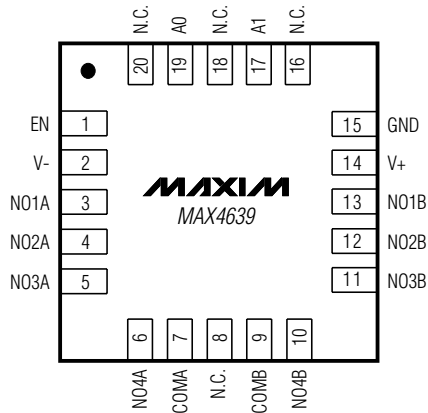 N.C. A0 N.C. A1 N.C.
20 19 18 17 16
EN 1 15 GND
V- 2 14 V+
MAXIM
NO1A 3 13 NO1B
MAX4639
NO2A 4 12 NO2B
NO3A 5 11 NO3B
6 7 8 9 10
NO4A COMA N.C. COMB NO4B